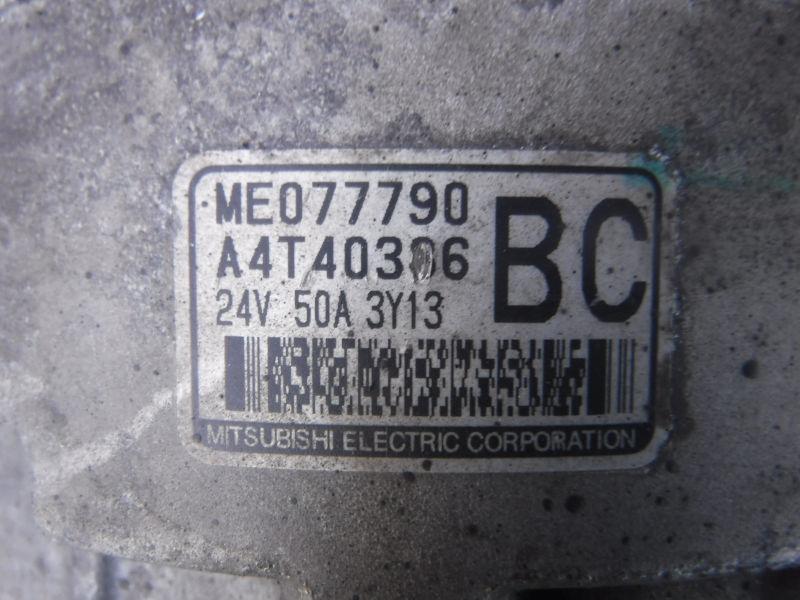 ME077790
BC
24V 50A 3Y13
MITSUBISHI ELECTRIC CORPORATION